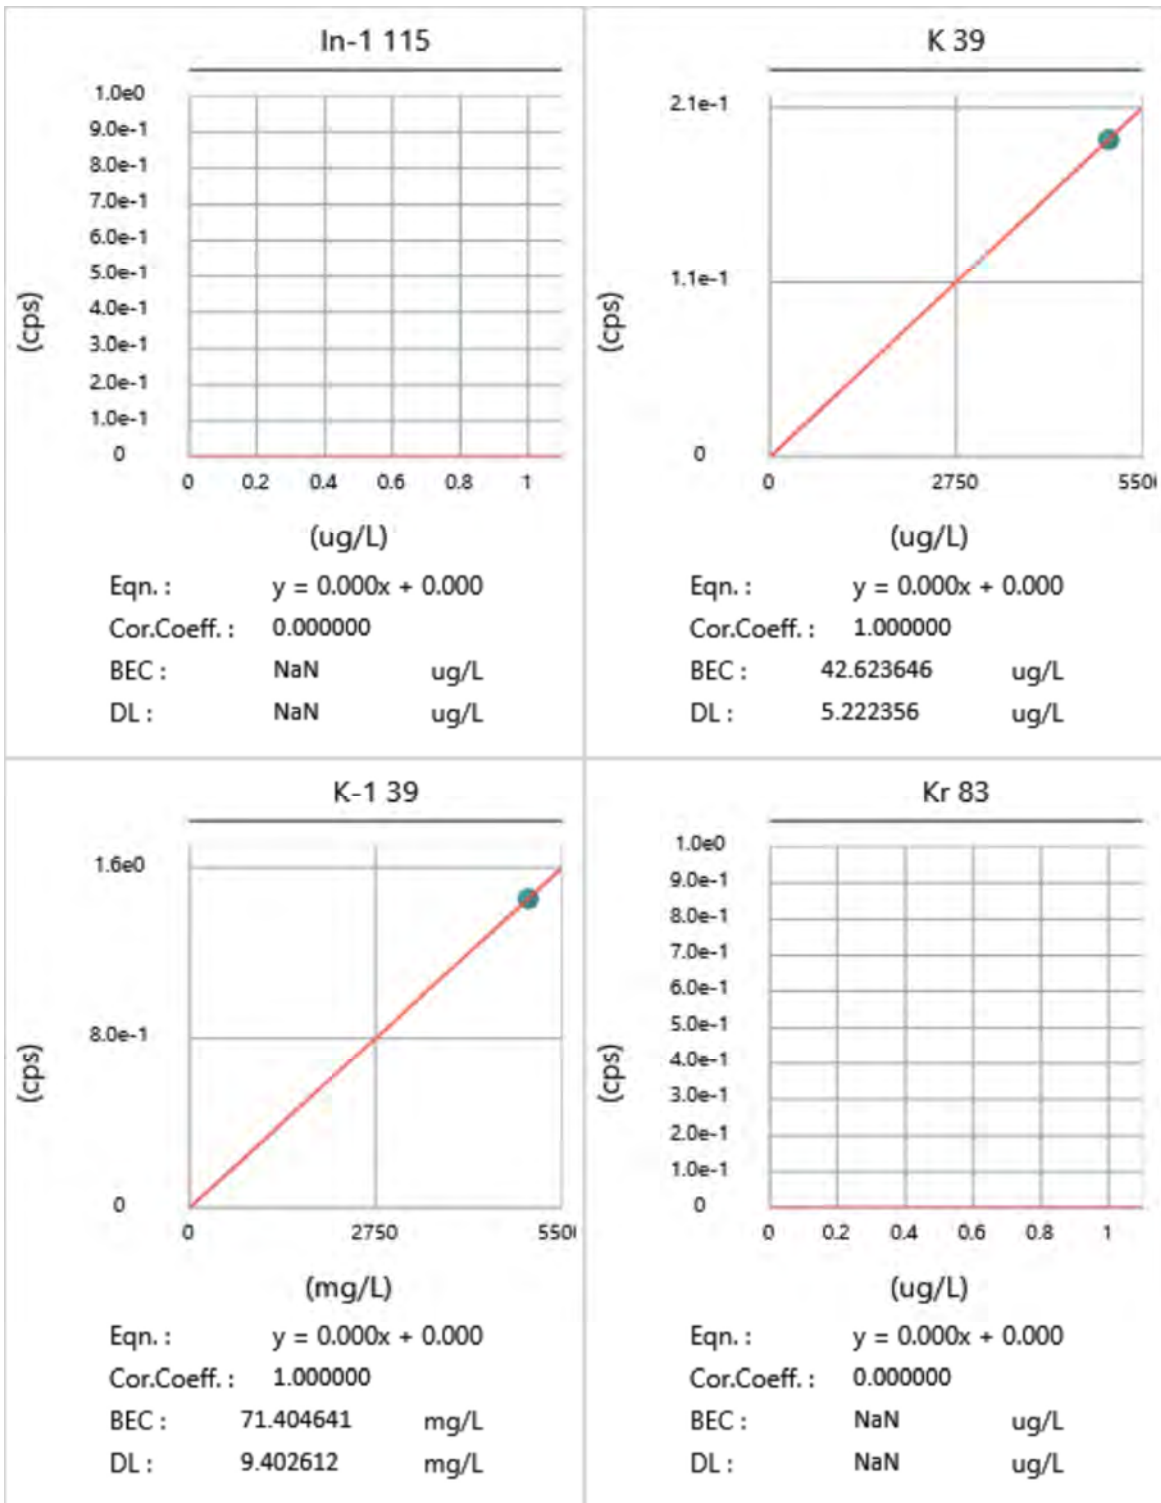 In-1 115
1.0e0
9.0e-1
8.0e-1
7.0e-1
6.0e-1
5.0e-1
4.0e-1
3.0e-1
2.0e-1
1.0e-1
0
(cps)
0 0.2 0.4 0.6 0.8 1
(ug/L)
Eqn. : y = 0.000x + 0.000
Cor.Coeff. : 0.000000
BEC : NaN ug/L
DL : NaN ug/L
K 39
2.1e-1
1.1e-1
0
(cps)
0 2750 550
(ug/L)
Eqn. : y = 0.000x + 0.000
Cor.Coeff. : 1.000000
BEC : 42.623646 ug/L
DL : 5.222356 ug/L
K-1 39
1.6e0
8.0e-1
0
(cps)
0 2750 550
(mg/L)
Eqn. : y = 0.000x + 0.000
Cor.Coeff. : 1.000000
BEC : 71.404641 mg/L
DL : 9.402612 mg/L
Kr 83
1.0e0
9.0e-1
8.0e-1
7.0e-1
6.0e-1
5.0e-1
4.0e-1
3.0e-1
2.0e-1
1.0e-1
0
(cps)
0 0.2 0.4 0.6 0.8 1
(ug/L)
Eqn. : y = 0.000x + 0.000
Cor.Coeff. : 0.000000
BEC : NaN ug/L
DL : NaN ug/L